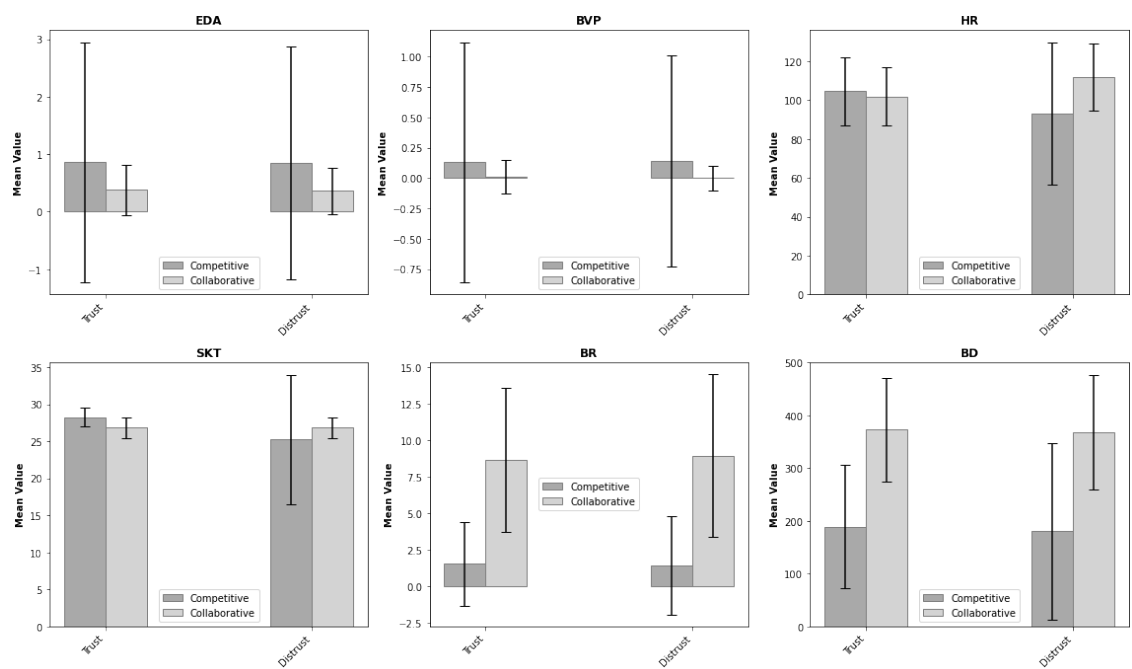 EDA
Mean Value
3
2
1
0
−1
Competitive
Collaborative
Trust
Distrust
BVP
Mean Value
1.00
0.75
0.50
0.25
0.00
−0.25
−0.50
−0.75
Competitive
Collaborative
Trust
Distrust
HR
Mean Value
120
100
80
60
40
20
0
Competitive
Collaborative
Trust
Distrust
SKT
Mean Value
35
30
25
20
15
10
5
0
Competitive
Collaborative
Trust
Distrust
BR
Mean Value
15.0
12.5
10.0
7.5
5.0
2.5
0.0
−2.5
Competitive
Collaborative
Trust
Distrust
BD
Mean Value
500
400
300
200
100
0
Competitive
Collaborative
Trust
Distrust